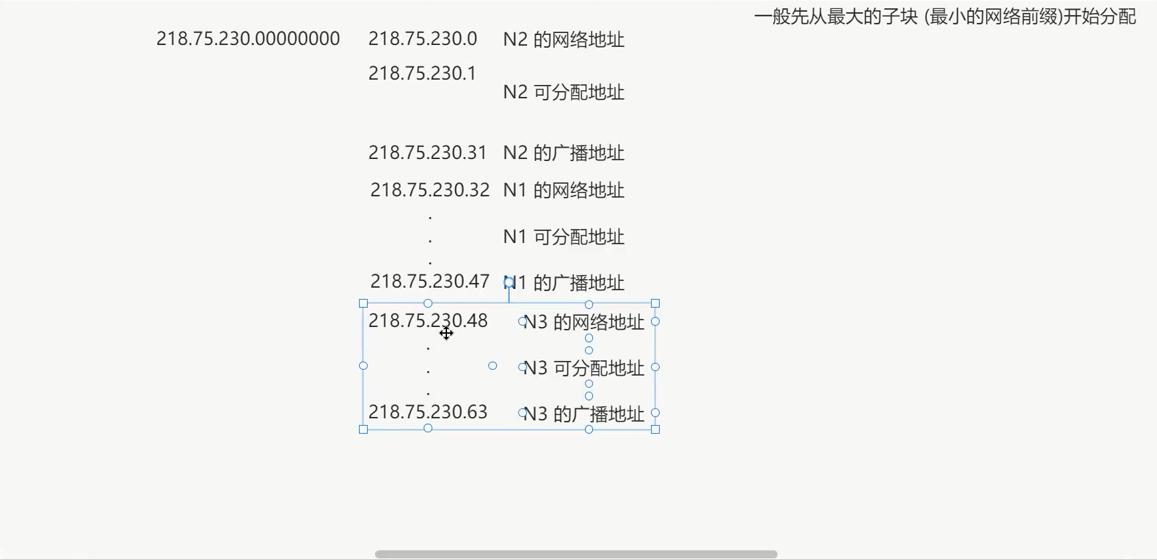 一般先从最大的子块 (最小的网络前缀)开始分配
218.75.230.00000000 218.75.230.0 N2 的网络地址
218.75.230.1
N2 可分配地址
218.75.230.31 N2 的广播地址
218.75.230.32 N1 的网络地址
.
. N1 可分配地址
.
218.75.230.47 N1 的广播地址
218.75.230.48 N3 的网络地址
.
. N3 可分配地址
.
218.75.230.63 N3 的广播地址